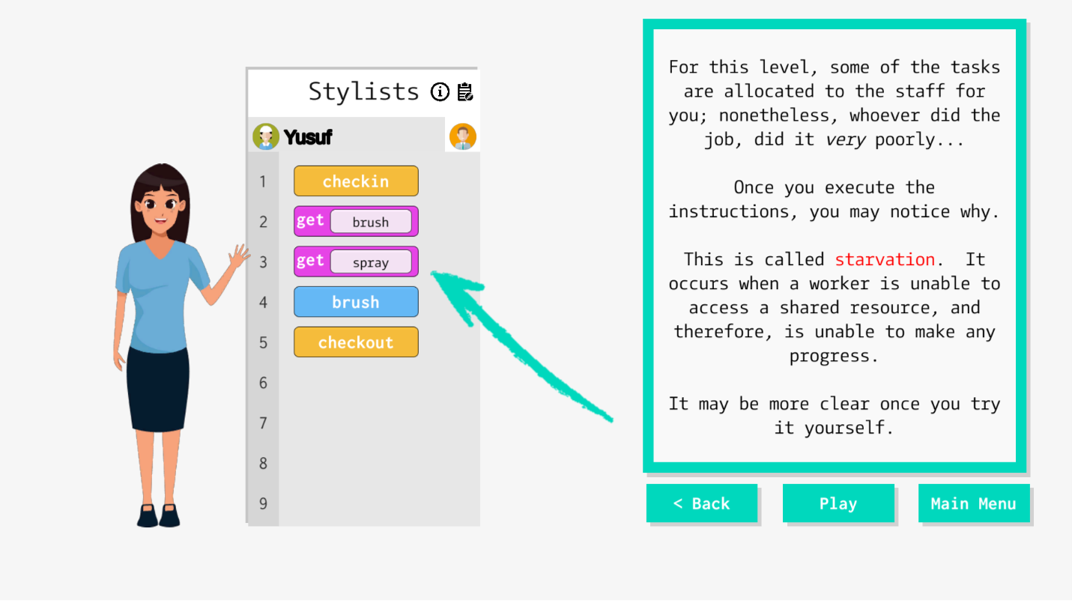 Stylists
Yusuf
1 checkin
2 get brush
3 get spray
4 brush
5 checkout
6
7
8
9
For this level, some of the tasks
are allocated to the staff for
you; nonetheless, whoever did the
job, did it very poorly...
Once you execute the
instructions, you may notice why.
This is called starvation. It
occurs when a worker is unable to
access a shared resource, and
therefore, is unable to make any
progress.
It may be more clear once you try
it yourself.
< Back
Play
Main Menu